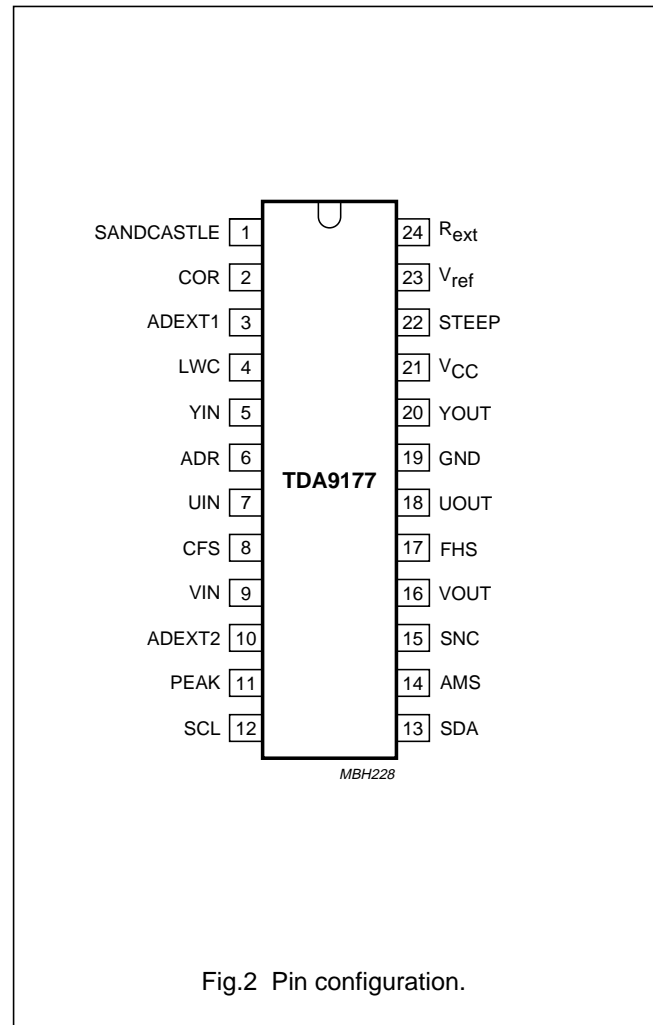 SANDCASTLE 1 24 Rext
COR 2 23 Vref
ADEXT1 3 22 STEEP
LWC 4 21 VCC
YIN 5 20 YOUT
ADR 6 19 GND
TDA9177
UIN 7 18 UOUT
CFS 8 17 FHS
VIN 9 16 VOUT
ADEXT2 10 15 SNC
PEAK 11 14 AMS
SCL 12 13 SDA
MBH228
Fig.2 Pin configuration.